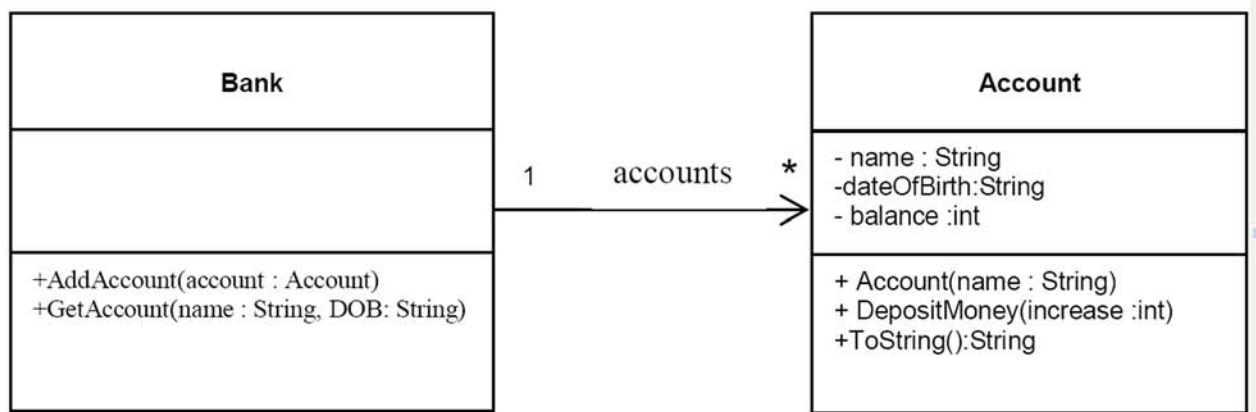 Bank
+AddAccount(account : Account)
+GetAccount(name : String, DOB: String)
1 accounts *
Account
- name : String
-dateOfBirth:String
- balance :int
+ Account(name : String)
+ DepositMoney(increase :int)
+ToString():String